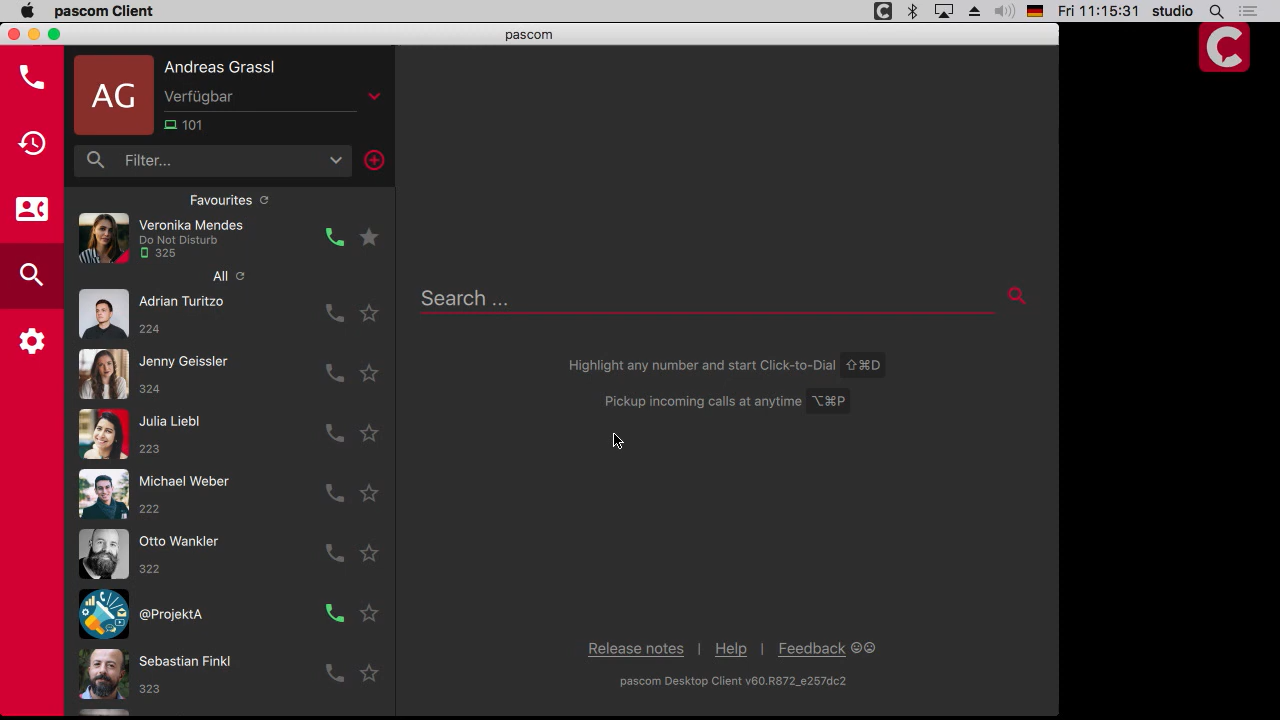 pascom Client
Fri 11:15:31 studio
pascom
AG
Andreas Grassl
Verfügbar
101
Filter...
Favourites
Veronika Mendes
Do Not Disturb
325
All
Adrian Turitzo
224
Jenny Geissler
324
Julia Liebl
223
Michael Weber
222
Otto Wankler
322
@ProjektA
Sebastian Finkl
323
Search ...
Highlight any number and start Click-to-Dial ⇧⌘D
Pickup incoming calls at anytime ⌥⌘P
Release notes | Help | Feedback
pascom Desktop Client v60.R872_e257dc2